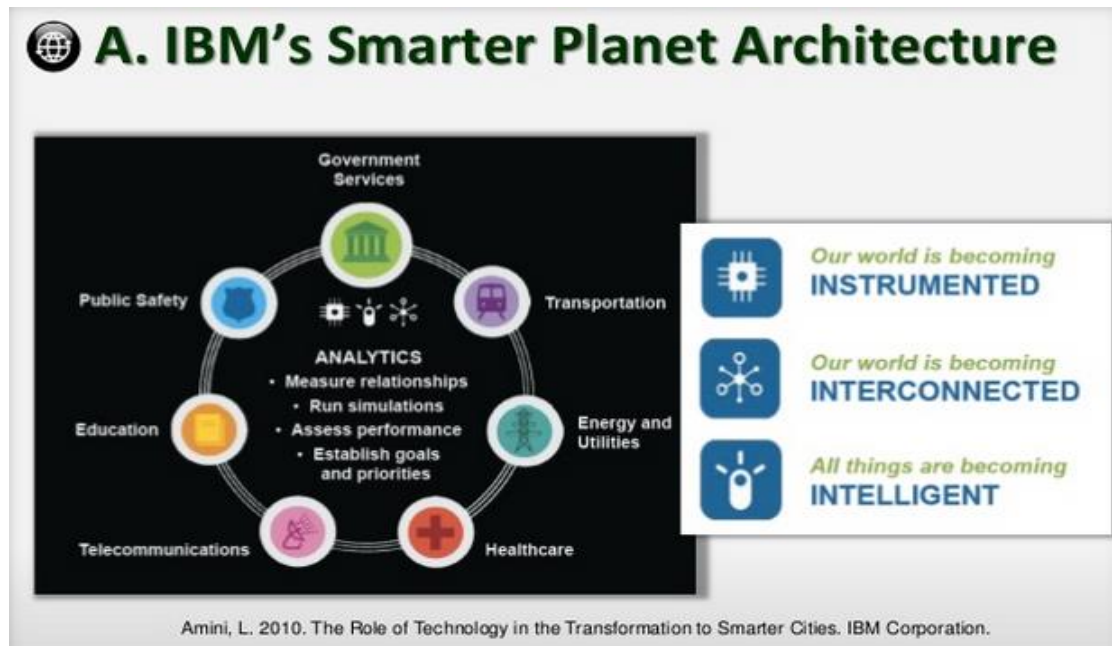 A. IBM's Smarter Planet Architecture
Government
Services
Public Safety
Transportation
ANALYTICS
• Measure relationships
• Run simulations
• Assess performance
• Establish goals
and priorities
Education
Energy and
Utilities
Telecommunications
Healthcare
Our world is becoming
INSTRUMENTED
Our world is becoming
INTERCONNECTED
All things are becoming
INTELLIGENT
Amini, L. 2010. The Role of Technology in the Transformation to Smarter Cities. IBM Corporation.